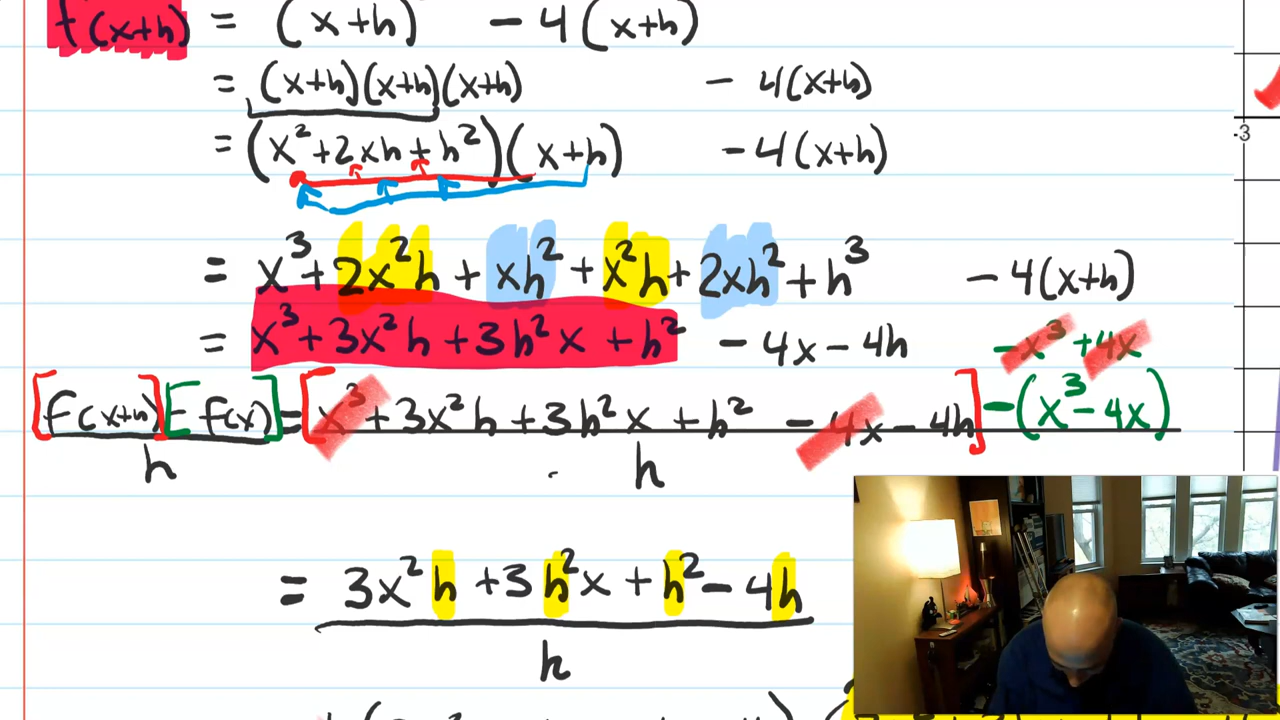 f(x+h) = (x+h) - 4(x+h)
= (x+h)(x+h)(x+h) - 4(x+h)
= (x²+2xh+h²)(x+h) - 4(x+h)
-3
= x³+2x²h+xh²+x²h+2xh²+h³ - 4(x+h)
= x³+3x²h+3h²x+h² - 4x-4h
-x³+4x
[f(x+h)][-f(x)] = [x³+3x²h+3h²x+h² - 4x-4h] - (x³-4x)
h h
= 3x²h+3h²x+h²-4h
h